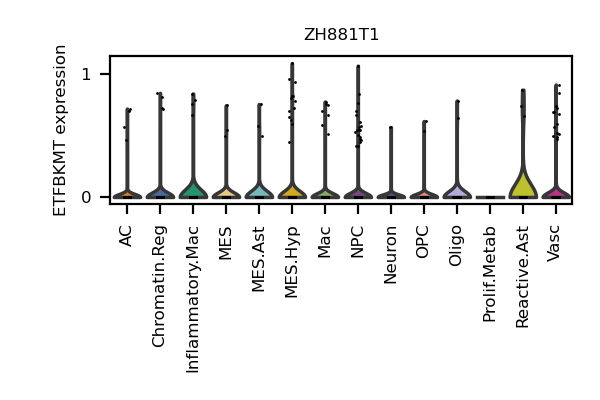 ZH881T1
ETFBKMT expression
1
0
AC
Chromatin.Reg
Inflammatory.Mac
MES
MES.Ast
MES.Hyp
Mac
NPC
Neuron
OPC
Oligo
Prolif.Metab
Reactive.Ast
Vasc